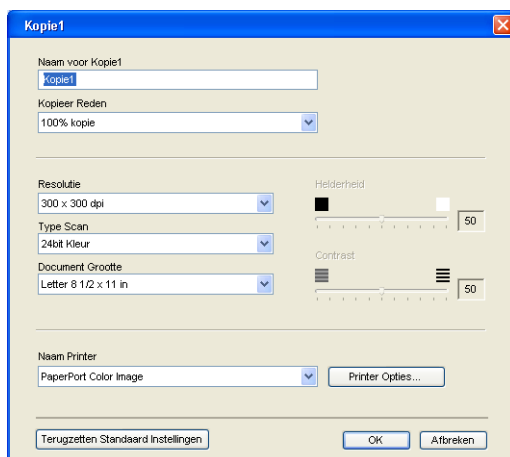 Kopie1
Naam voor Kopie1
Kopie1
Kopieer Reden
100% kopie
Resolutie
300 x 300 dpi
Type Scan
24bit Kleur
Document Grootte
Letter 8 1/2 x 11 in
Helderheid
50
Contrast
50
Naam Printer
PaperPort Color Image
Printer Opties...
Terugzetten Standaard Instellingen
OK
Afbreken